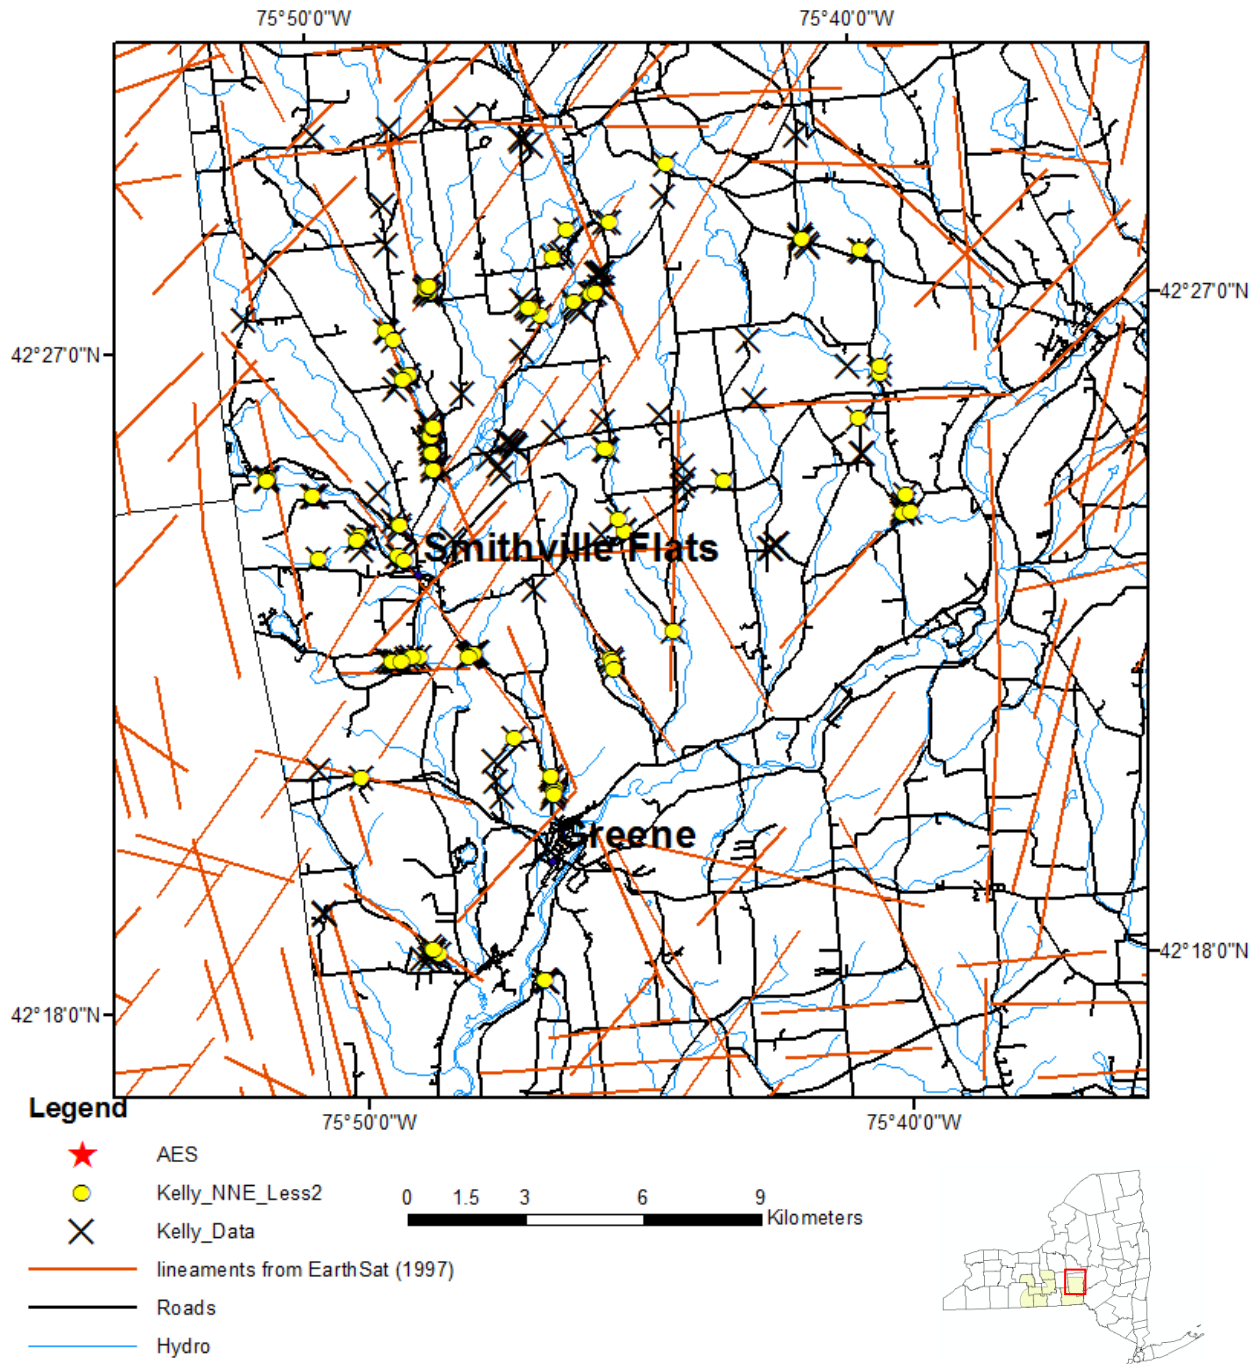 75°50'0"W 75°40'0"W
42°27'0"N
42°27'0"N
Smithville Flats
Greene
42°18'0"N
42°18'0"N
75°50'0"W 75°40'0"W
Legend
AES
Kelly_NNE_Less2
Kelly_Data
lineaments from EarthSat (1997)
Roads
Hydro
0 1.5 3 6 9
Kilometers